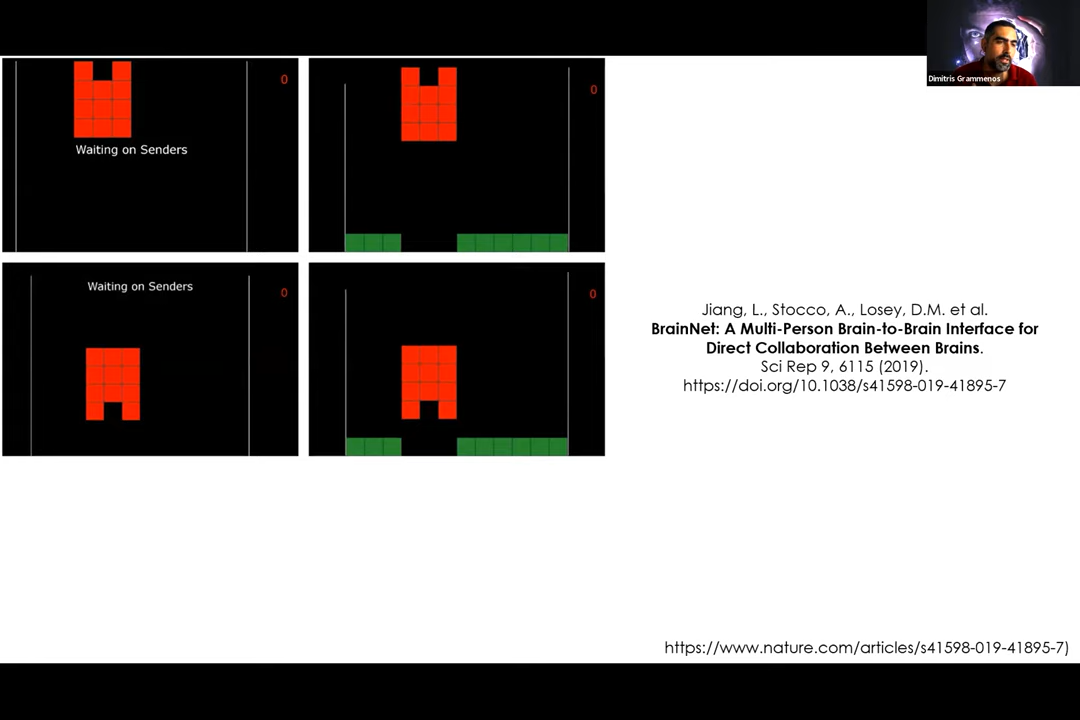 Dimitris Grammenos
0
Waiting on Senders
0
Waiting on Senders
0
0
Jiang, L., Stocco, A., Losey, D.M. et al.
BrainNet: A Multi-Person Brain-to-Brain Interface for
Direct Collaboration Between Brains.
Sci Rep 9, 6115 (2019).
https://doi.org/10.1038/s41598-019-41895-7
https://www.nature.com/articles/s41598-019-41895-7)